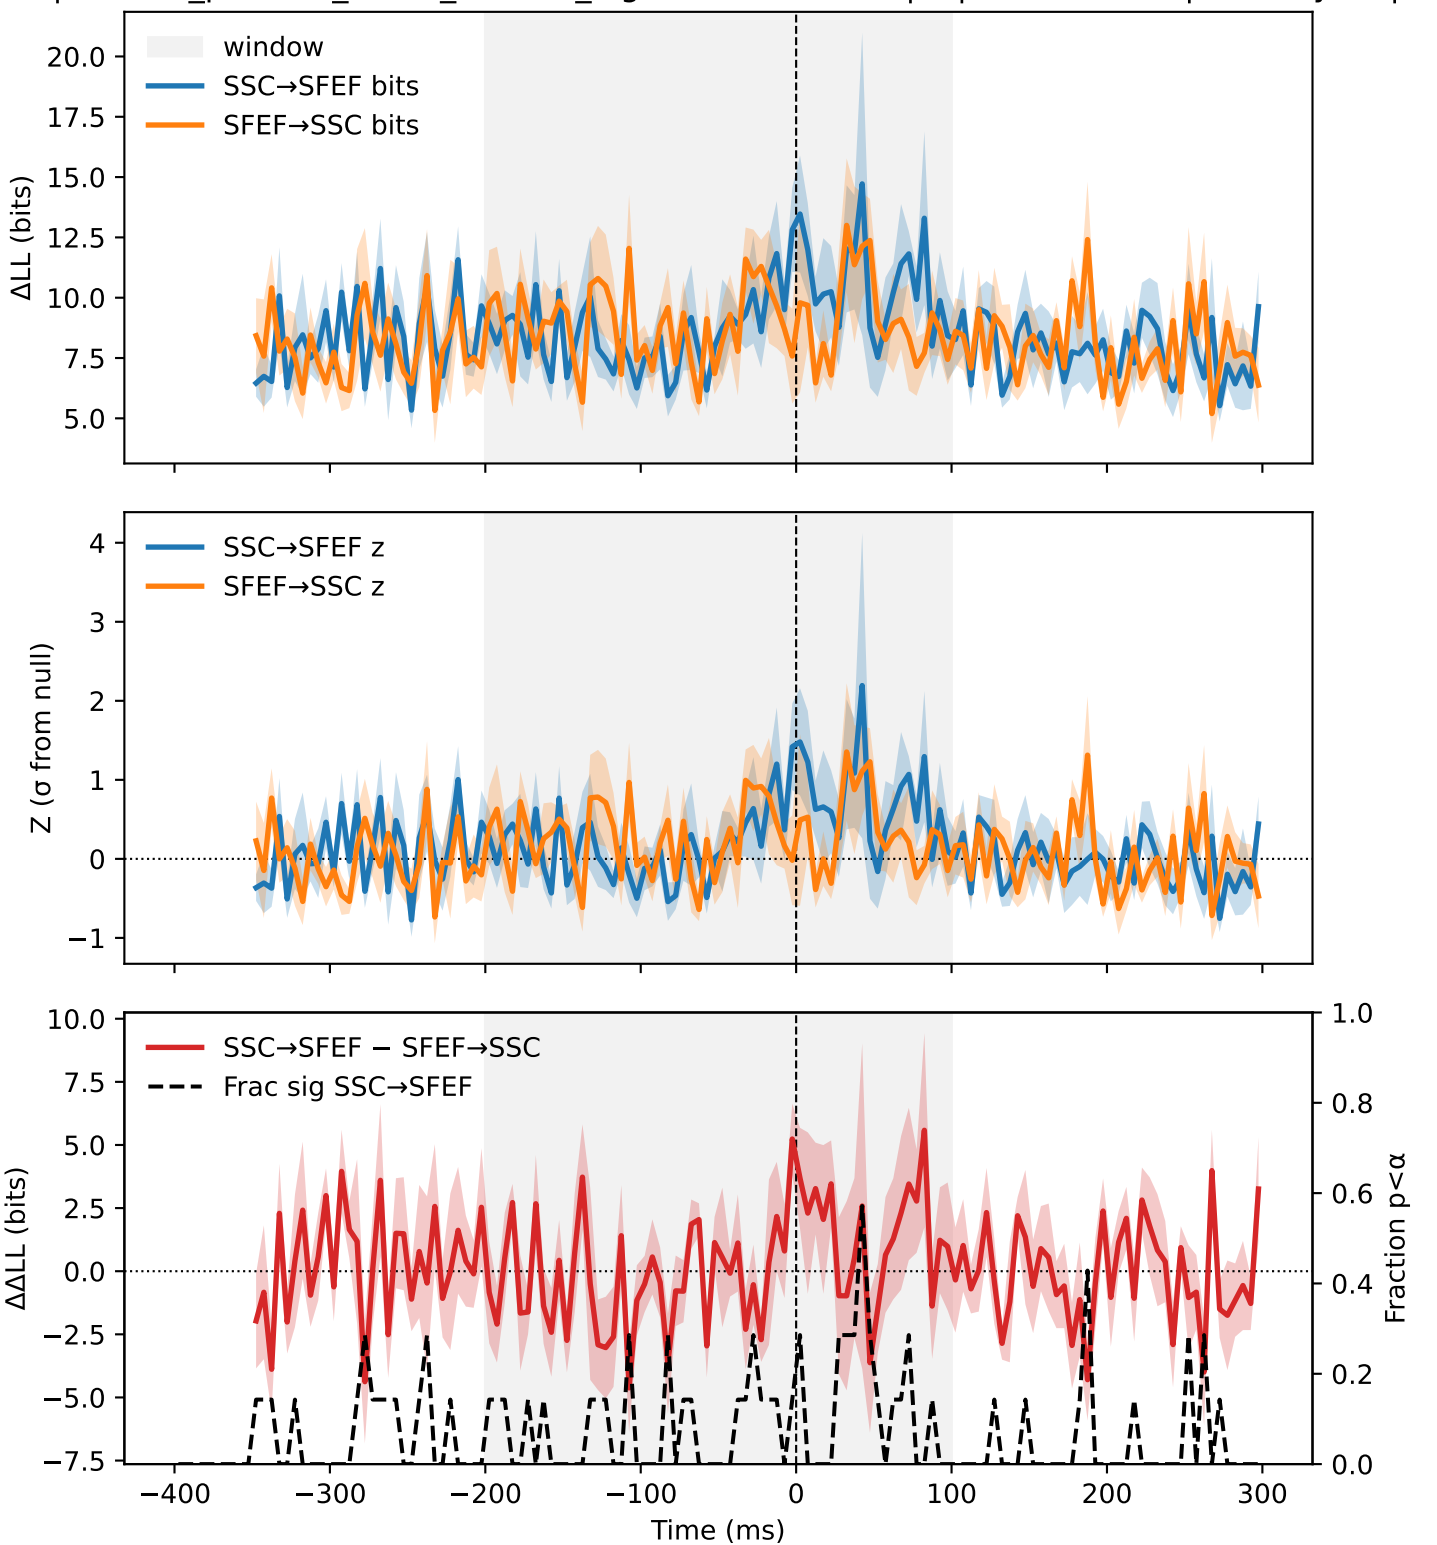 window
SSC→SFEF bits
SFEF→SSC bits
ΔLL (bits)
20.0
17.5
15.0
12.5
10.0
7.5
5.0
SSC→SFEF z
SFEF→SSC z
Z (σ from null)
4
3
2
1
0
−1
SSC→SFEF − SFEF→SSC
Frac sig SSC→SFEF
ΔΔLL (bits)
10.0
7.5
5.0
2.5
0.0
−2.5
−5.0
−7.5
1.0
0.8
0.6
0.4
0.2
0.0
Fraction p<α
−400 −300 −200 −100 0 100 200 300
Time (ms)